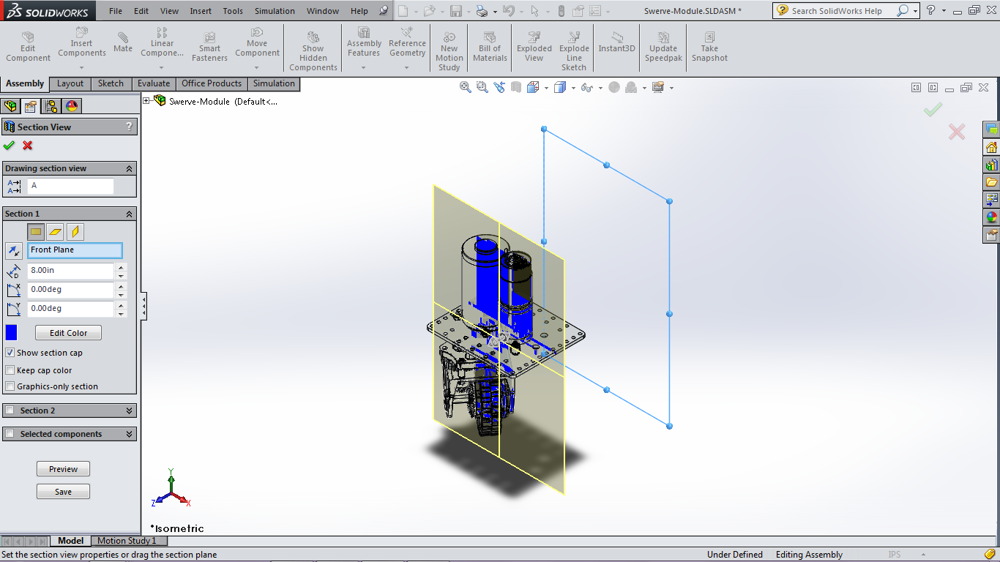 SOLIDWORKS File Edit View Insert Tools Simulation Window Help Swerve-Module.SLDASM * Search SolidWorks Help ?
Edit Component
Insert Components
Mate
Linear Compone...
Smart Fasteners
Move Component
Show Hidden Components
Assembly Features
Reference Geometry
New Motion Study
Bill of Materials
Exploded View
Explode Line Sketch
Instant3D
Update Speedpak
Take Snapshot
Assembly Layout Sketch Evaluate Office Products Simulation
Swerve-Module (Default<...
Section View ?
Drawing section view
A
Section 1
Front Plane
8.00in
0.00deg
0.00deg
Edit Color
Show section cap
Keep cap color
Graphics-only section
Section 2
Selected components
Preview
Save
Y
Z X
*Isometric
Model Motion Study 1
Set the section view properties or drag the section plane Under Defined Editing Assembly IPS